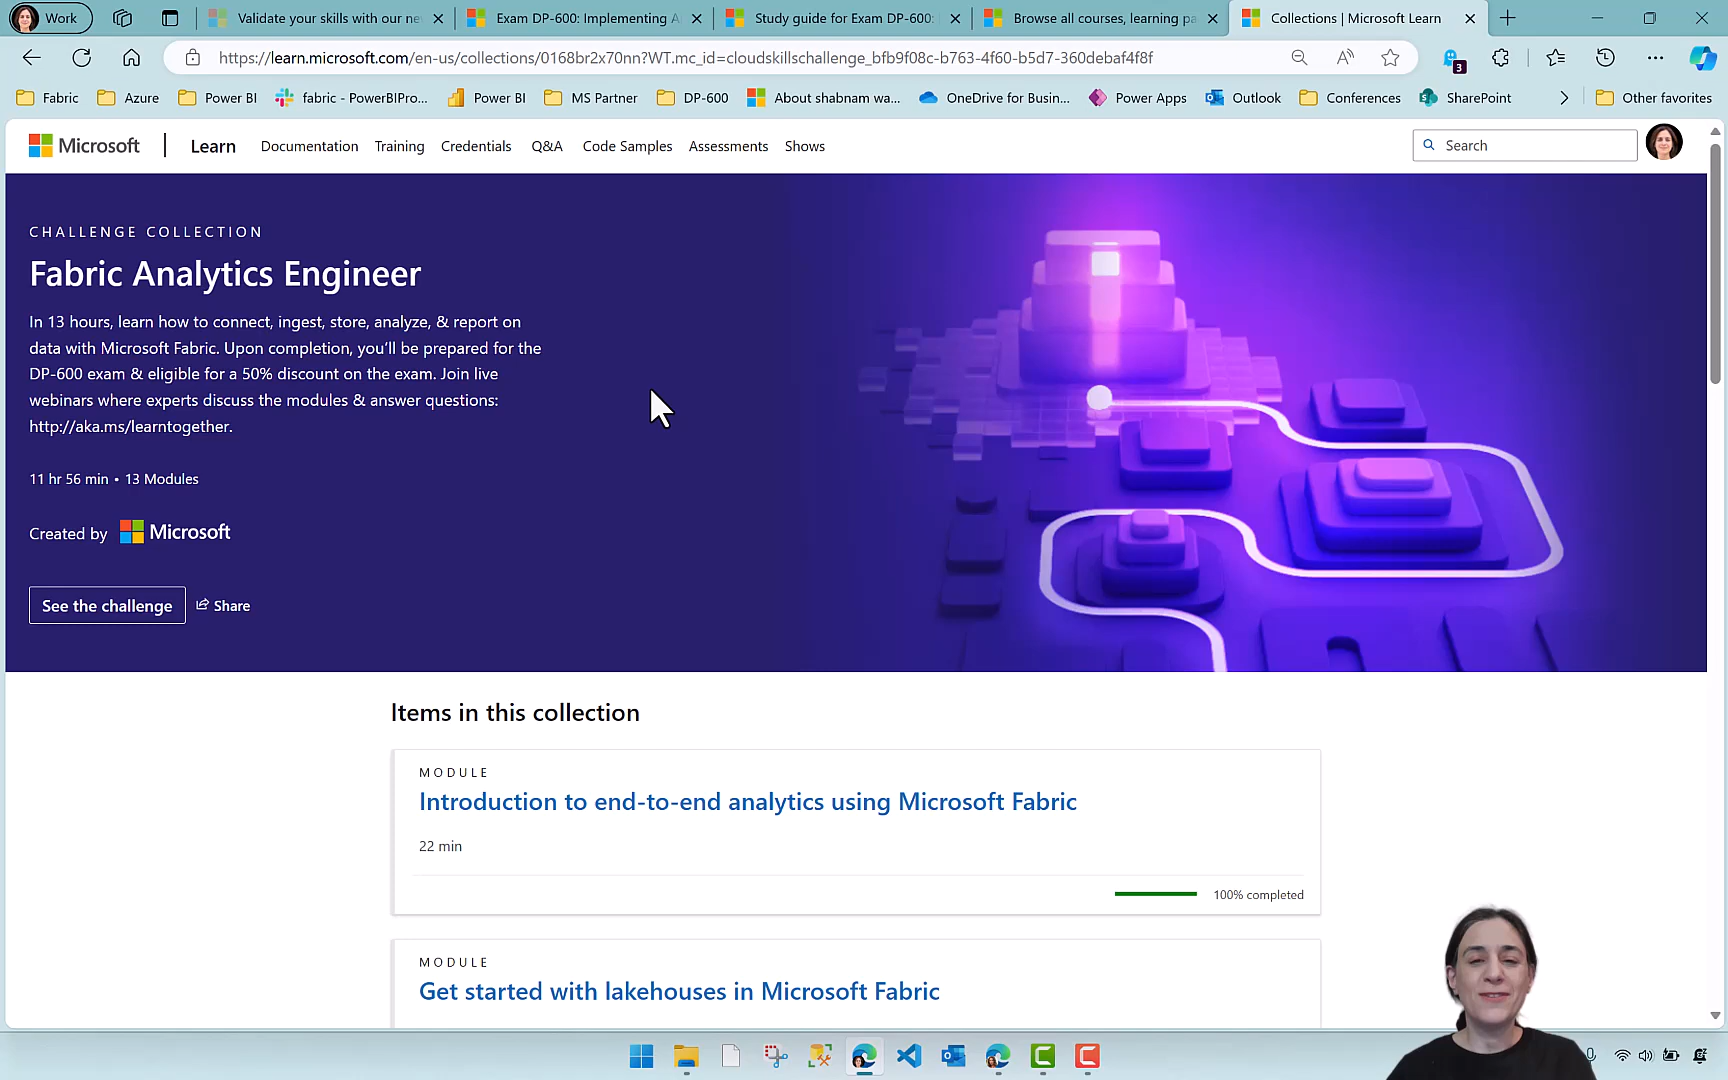 Work
Validate your skills with our ne
Exam DP-600: Implementing A
Study guide for Exam DP-600:
Browse all courses, learning pa
Collections | Microsoft Learn
https://learn.microsoft.com/en-us/collections/0168br2x70nn?WT.mc_id=cloudskillschallenge_bfb9f08c-b763-4f60-b5d7-360debaf4f8f
3
Fabric
Azure
Power BI
fabric - PowerBIPro...
Power BI
MS Partner
DP-600
About shabnam wa...
OneDrive for Busin...
Power Apps
Outlook
Conferences
SharePoint
Other favorites
Microsoft
Learn
Documentation
Training
Credentials
Q&A
Code Samples
Assessments
Shows
Search
CHALLENGE COLLECTION
Fabric Analytics Engineer
In 13 hours, learn how to connect, ingest, store, analyze, & report on
data with Microsoft Fabric. Upon completion, you'll be prepared for the
DP-600 exam & eligible for a 50% discount on the exam. Join live
webinars where experts discuss the modules & answer questions:
http://aka.ms/learntogether.
11 hr 56 min • 13 Modules
Created by Microsoft
See the challenge
Share
Items in this collection
MODULE
Introduction to end-to-end analytics using Microsoft Fabric
22 min
100% completed
MODULE
Get started with lakehouses in Microsoft Fabric